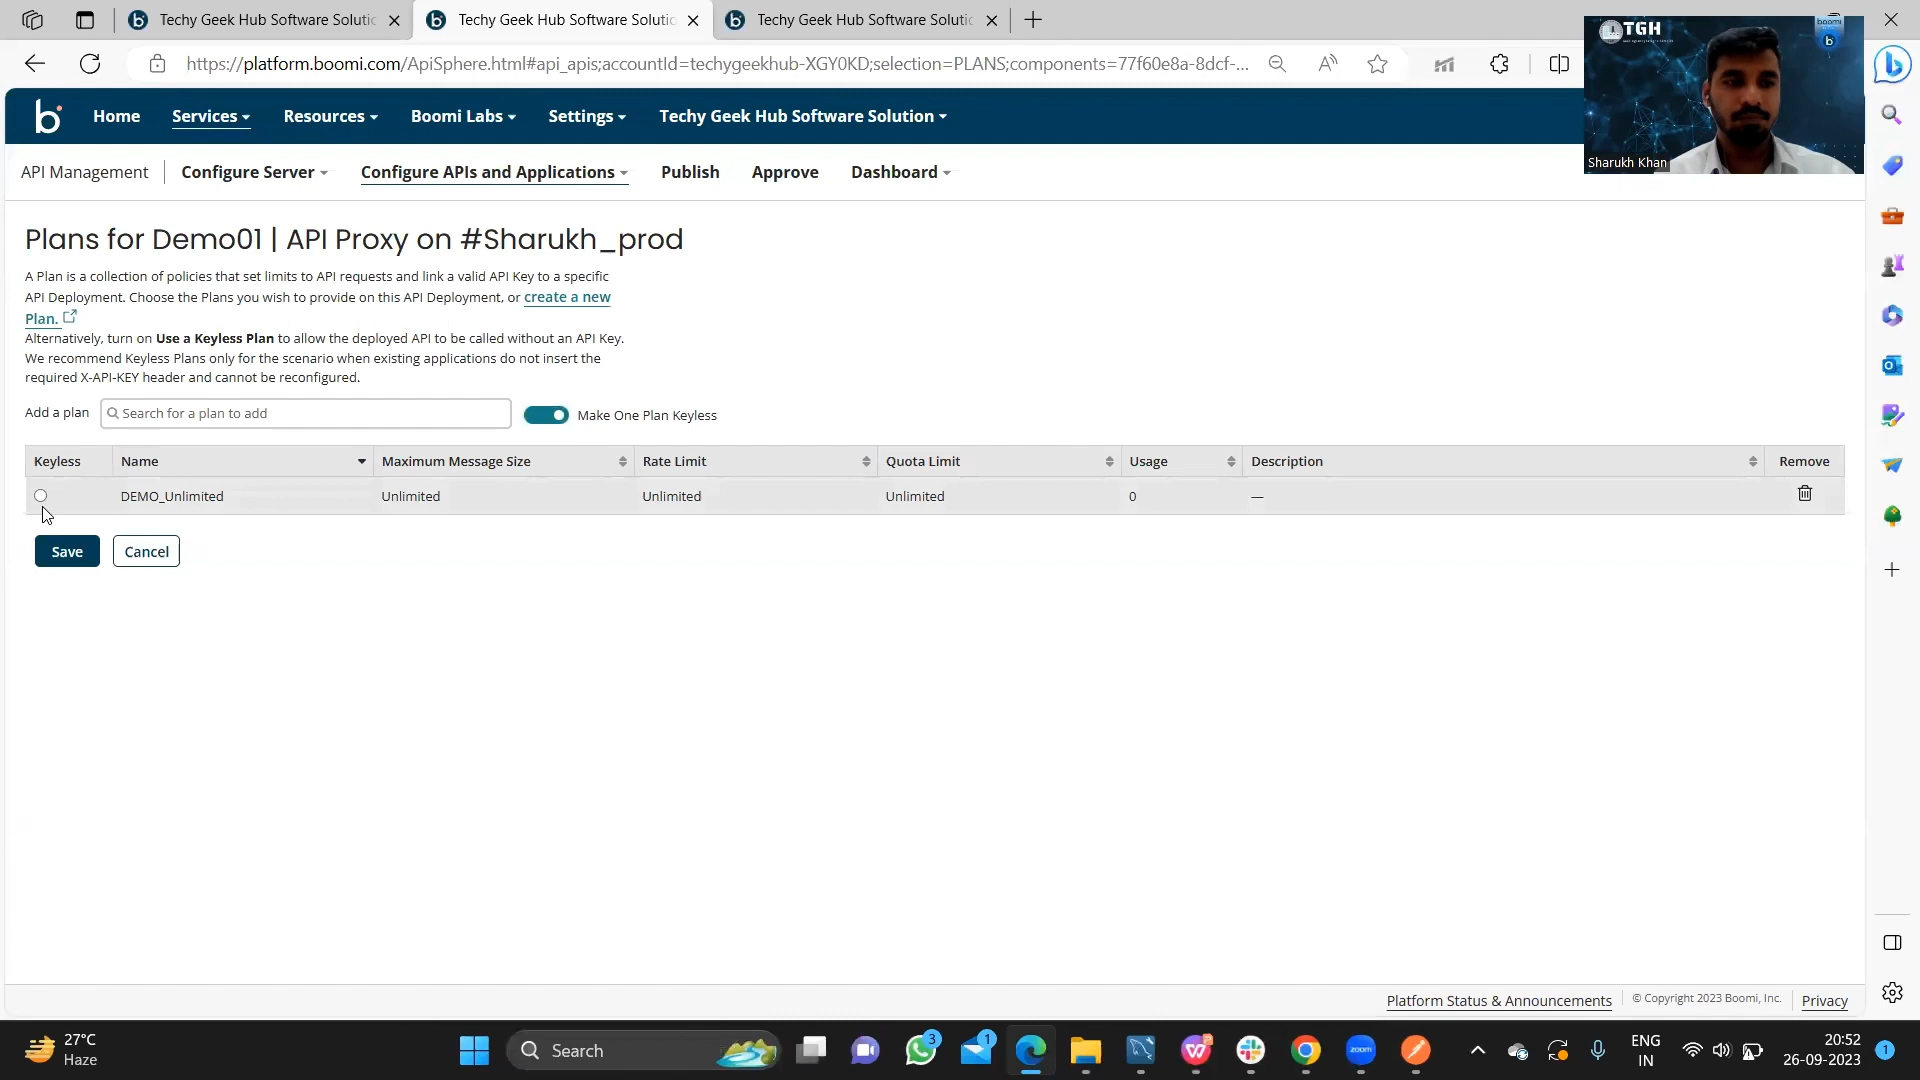 Techy Geek Hub Software Solutic
Techy Geek Hub Software Solutio
Techy Geek Hub Software Solutic
https://platform.boomi.com/ApiSphere.html#api_apis;accountId=techygeekhub-XGY0KD;selection=PLANS;components=77f60e8a-8dcf-...
TGH
boomi
b
Sharukh Khan
b
Home
Services
Resources
Boomi Labs
Settings
Techy Geek Hub Software Solution
API Management
Configure Server
Configure APIs and Applications
Publish
Approve
Dashboard
Plans for Demo01 | API Proxy on #Sharukh_prod
A Plan is a collection of policies that set limits to API requests and link a valid API Key to a specific
API Deployment. Choose the Plans you wish to provide on this API Deployment, or create a new
Plan.
Alternatively, turn on Use a Keyless Plan to allow the deployed API to be called without an API Key.
We recommend Keyless Plans only for the scenario when existing applications do not insert the
required X-API-KEY header and cannot be reconfigured.
Add a plan
Search for a plan to add
Make One Plan Keyless
Keyless Name Maximum Message Size Rate Limit Quota Limit Usage Description Remove
DEMO_Unlimited Unlimited Unlimited Unlimited 0 —
Save
Cancel
Platform Status & Announcements
© Copyright 2023 Boomi, Inc.
Privacy
27°C
Haze
Search
3
1
zoom
ENG
IN
20:52
26-09-2023
1